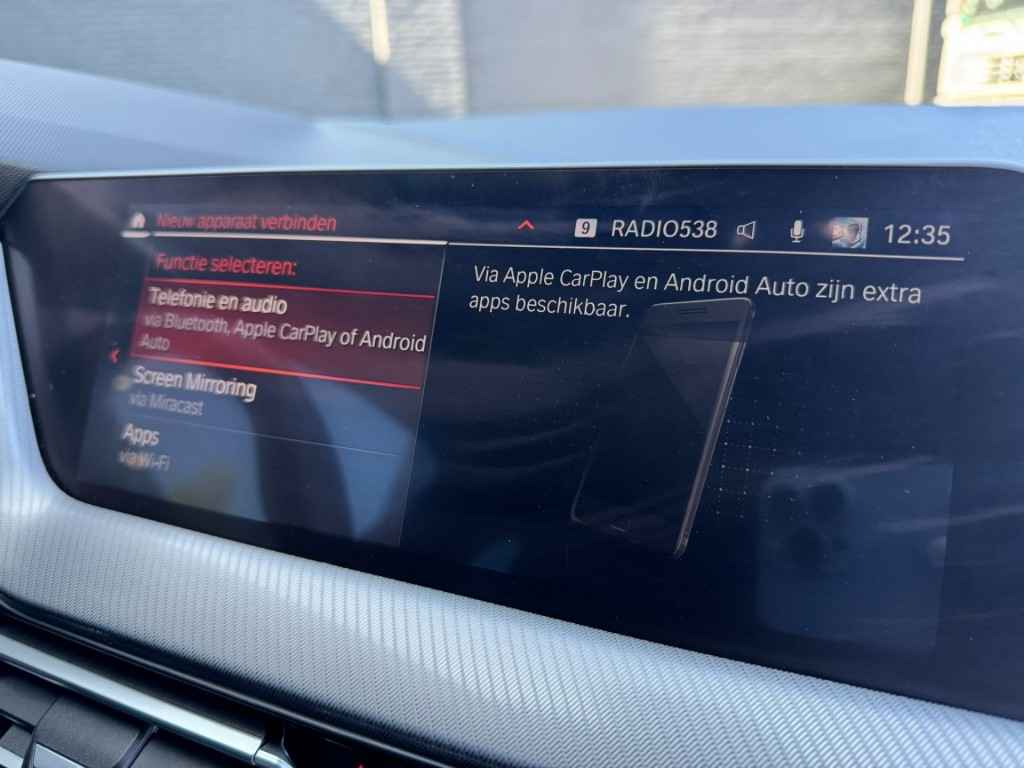 Nieuw apparaat verbinden
9 RADIO538 12:35
Functie selecteren:
Telefonie en audio
via Bluetooth, Apple CarPlay of Android
Auto
Screen Mirroring
via Miracast
Apps
via Wi-Fi
Via Apple CarPlay en Android Auto zijn extra
apps beschikbaar.